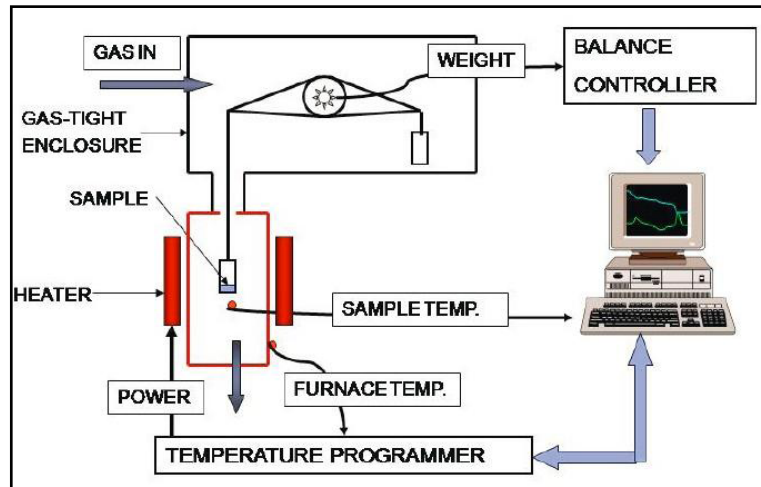 GAS IN
WEIGHT
BALANCE
CONTROLLER
GAS-TIGHT
ENCLOSURE
SAMPLE
HEATER
SAMPLE TEMP.
POWER
FURNACE TEMP.
TEMPERATURE PROGRAMMER